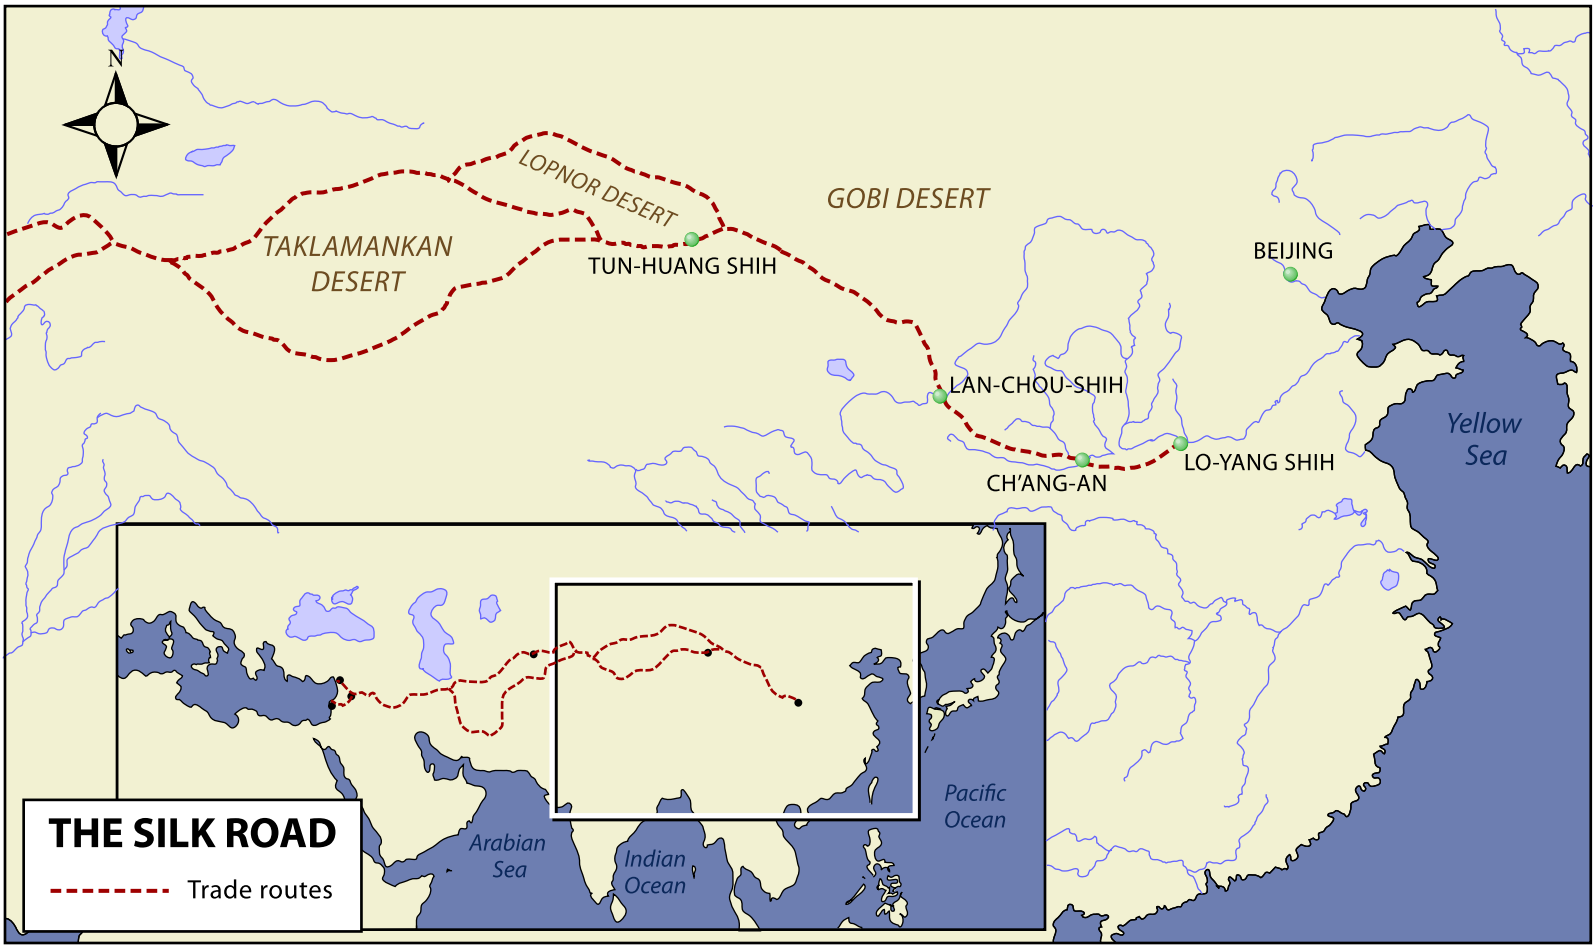 N
LOPNOR DESERT
GOBI DESERT
TAKLAMANKAN
DESERT
TUN-HUANG SHIH
BEIJING
LAN-CHOU-SHIH
Yellow
Sea
LO-YANG SHIH
CH'ANG-AN
Pacific
Ocean
Arabian
Sea
Indian
Ocean
THE SILK ROAD
Trade routes